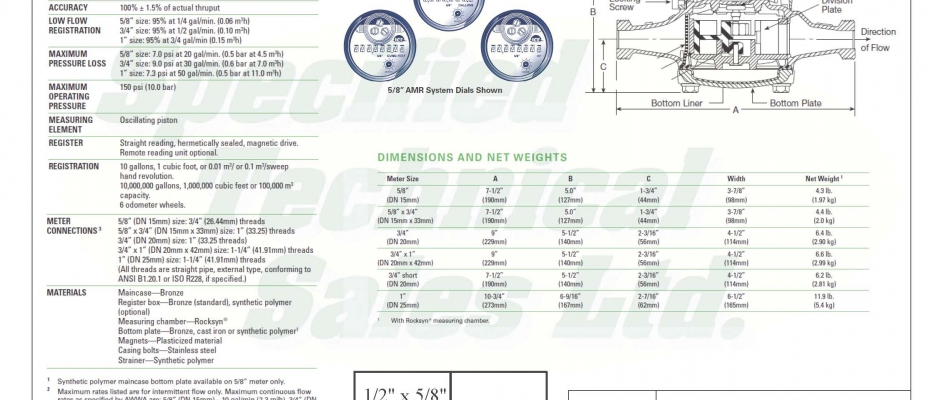 ACCURACY 100% ± 1.5% of actual thruput
LOW FLOW REGISTRATION 5/8" size: 95% at 1/4 gal/min. (0.06 m³h)
3/4" size: 95% at 1/2 gal/min. (0.10 m³h)
1" size: 95% at 3/4 gal/min. (0.15 m³h)
MAXIMUM PRESSURE LOSS 5/8" size: 7.0 psi at 20 gal/min. (0.5 bar at 4.5 m³h)
3/4" size: 9.0 psi at 30 gal/min. (0.6 bar at 7.0 m³h)
1" size: 7.3 psi at 50 gal/min. (0.5 bar at 11.0 m³h)
MAXIMUM OPERATING PRESSURE 150 psi (10.0 bar)
MEASURING ELEMENT Oscillating piston
REGISTER Straight reading, hermetically sealed, magnetic drive.
Remote reading unit optional.
REGISTRATION 10 gallons, 1 cubic foot, or 0.01 m³/ or 0.1 m³/sweep
hand revolution.
10,000,000 gallons, 1,000,000 cubic feet or 100,000 m³
capacity.
6 odometer wheels.
METER CONNECTIONS ³ 5/8" (DN 15mm) size: 3/4" (26.44mm) threads
5/8" x 3/4" (DN 15mm x 33mm) size: 1" (33.25) threads
3/4" (DN 20mm) size: 1" (33.25 threads)
3/4" x 1" (DN 20mm x 42mm) size: 1-1/4" (41.91mm) threads
1" (DN 25mm) size: 1-1/4" (41.91mm) threads
(All threads are straight pipe, external type, conforming to
ANSI B1.20.1 or ISO R228, if specified.)
MATERIALS Maincase—Bronze
Register box—Bronze (standard), synthetic polymer
(optional)
Measuring chamber—Rocksyn®
Bottom plate—Bronze, cast iron or synthetic polymer¹
Magnets—Plasticized material
Casing bolts—Stainless steel
Strainer—Synthetic polymer
¹ Synthetic polymer maincase bottom plate available on 5/8" meter only.
² Maximum rates listed are for intermittent flow only. Maximum continuous flow
5/8" AMR System Dials Shown
Screw
Division
Plate
B
Direction
of Flow
C
Bottom Liner
Bottom Plate
A
DIMENSIONS AND NET WEIGHTS
Meter Size A B C Width Net Weight ¹
5/8" 7-1/2" 5.0" 1-3/4" 3-7/8" 4.3 lb.
(DN 15mm) (190mm) (127mm) (44mm) (98mm) (1.97 kg)
5/8" x 3/4" 7-1/2" 5.0" 1-3/4" 3-7/8" 4.4 lb.
(DN 15mm x 33mm) (190mm) (127mm) (44mm) (98mm) (2.0 kg)
3/4" 9" 5-1/2" 2-3/16" 4-1/2" 6.4 lb.
(DN 20mm) (229mm) (140mm) (56mm) (114mm) (2.90 kg)
3/4" x 1" 9" 5-1/2" 2-3/16" 4-1/2" 6.6 lb.
(DN 20mm x 42mm) (229mm) (140mm) (56mm) (114mm) (2.99 kg)
3/4" short 7-1/2" 5-1/2" 2-3/16" 4-1/2" 6.2 lb.
(DN 20mm) (190mm) (140mm) (56mm) (114mm) (2.81 kg)
1" 10-3/4" 6-9/16" 2-7/16" 6-1/2" 11.9 lb.
(DN 25mm) (273mm) (167mm) (62mm) (165mm) (5.4 kg)
¹ With Rocksyn® measuring chamber.
1/2" x 5/8"
Specified
Technical
Sales Ltd.